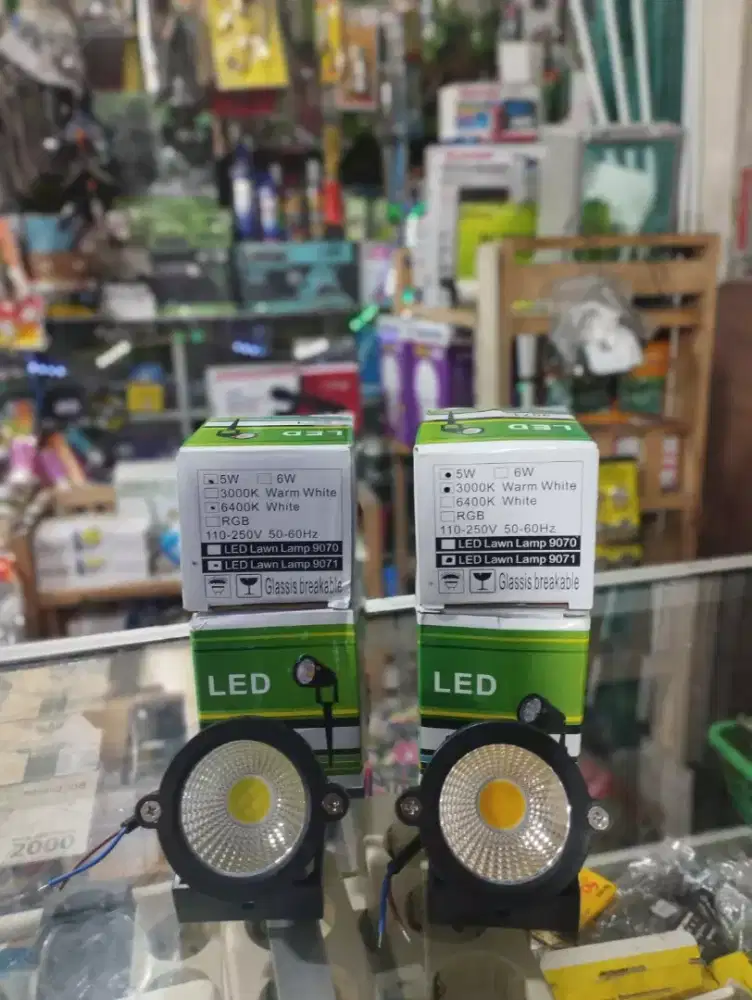 LED
5W 6W
3000K Warm White
6400K White
RGB
110-250V 50-60Hz
LED Lawn Lamp 9070
LED Lawn Lamp 9071
Glassis breakable
LED
LED
5W 6W
3000K Warm White
6400K White
RGB
110-250V 50-60Hz
LED Lawn Lamp 9070
LED Lawn Lamp 9071
Glassis breakable
LED
2000